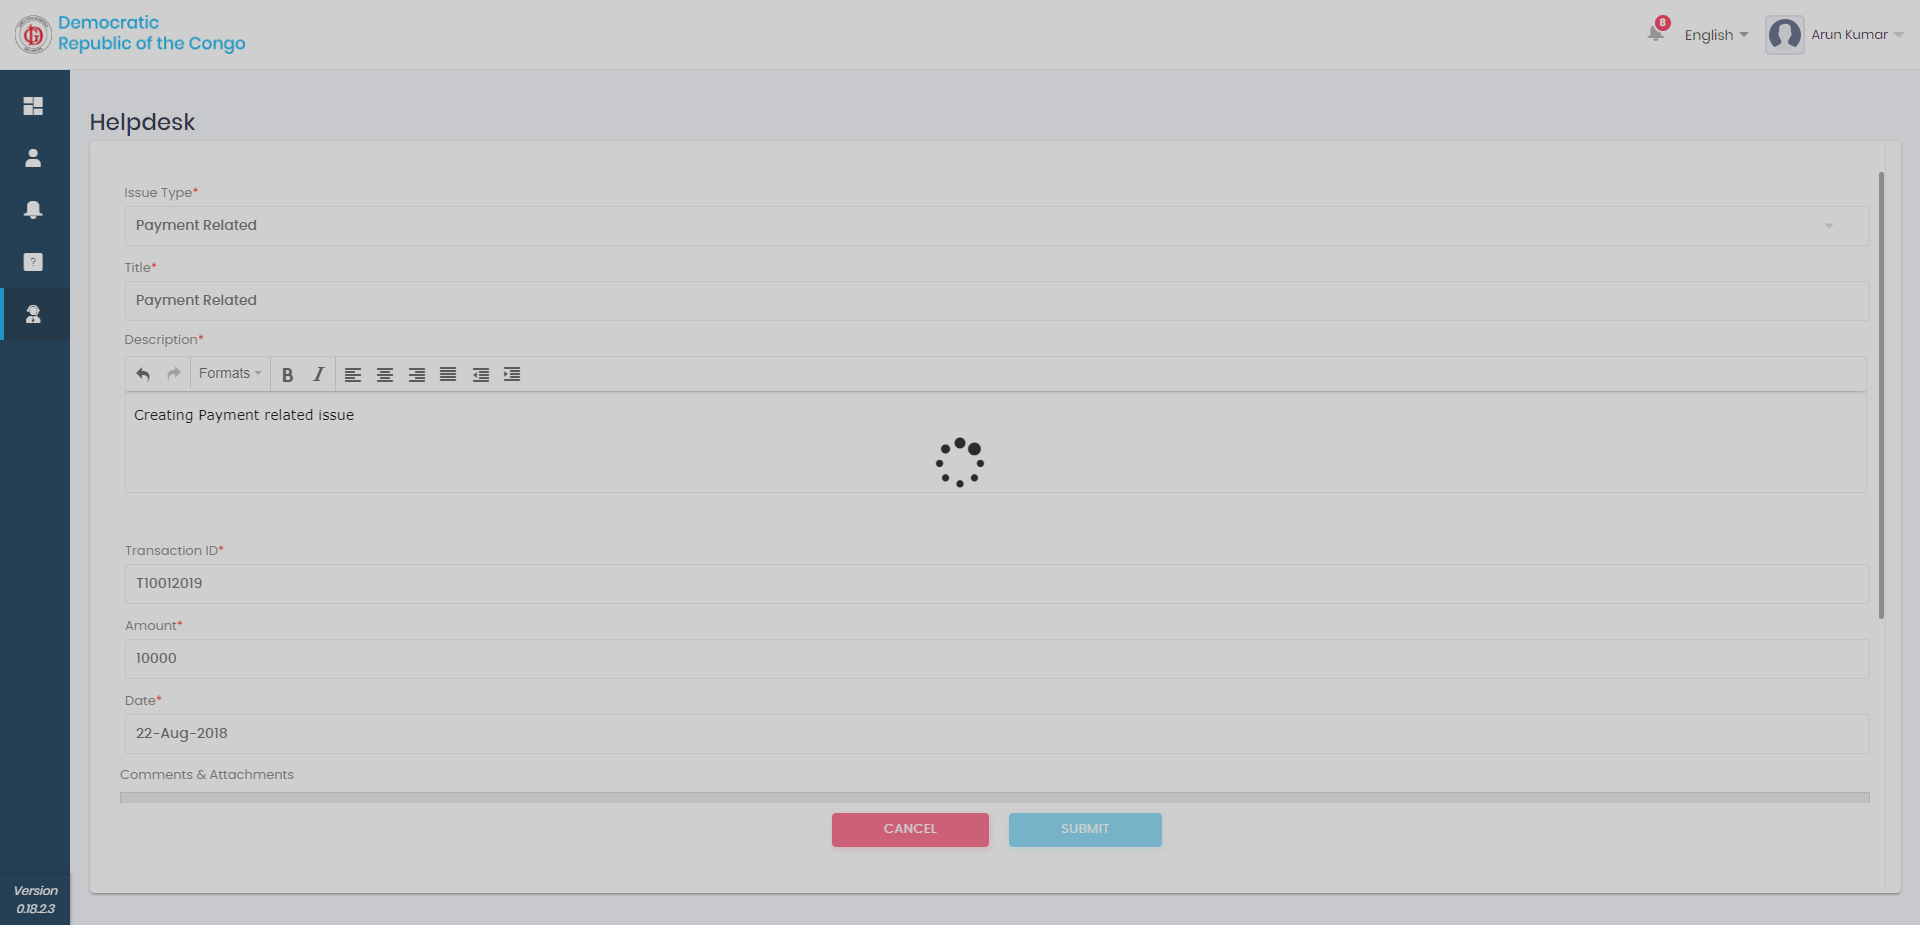 Democratic
Republic of the Congo
8
English
Arun Kumar
Helpdesk
Issue Type*
Payment Related
Title*
Payment Related
Description*
Formats
B I
Creating Payment related issue
Transaction ID*
T10012019
Amount*
10000
Date*
22-Aug-2018
Comments & Attachments
CANCEL
SUBMIT
?
Version
0.18.2.3